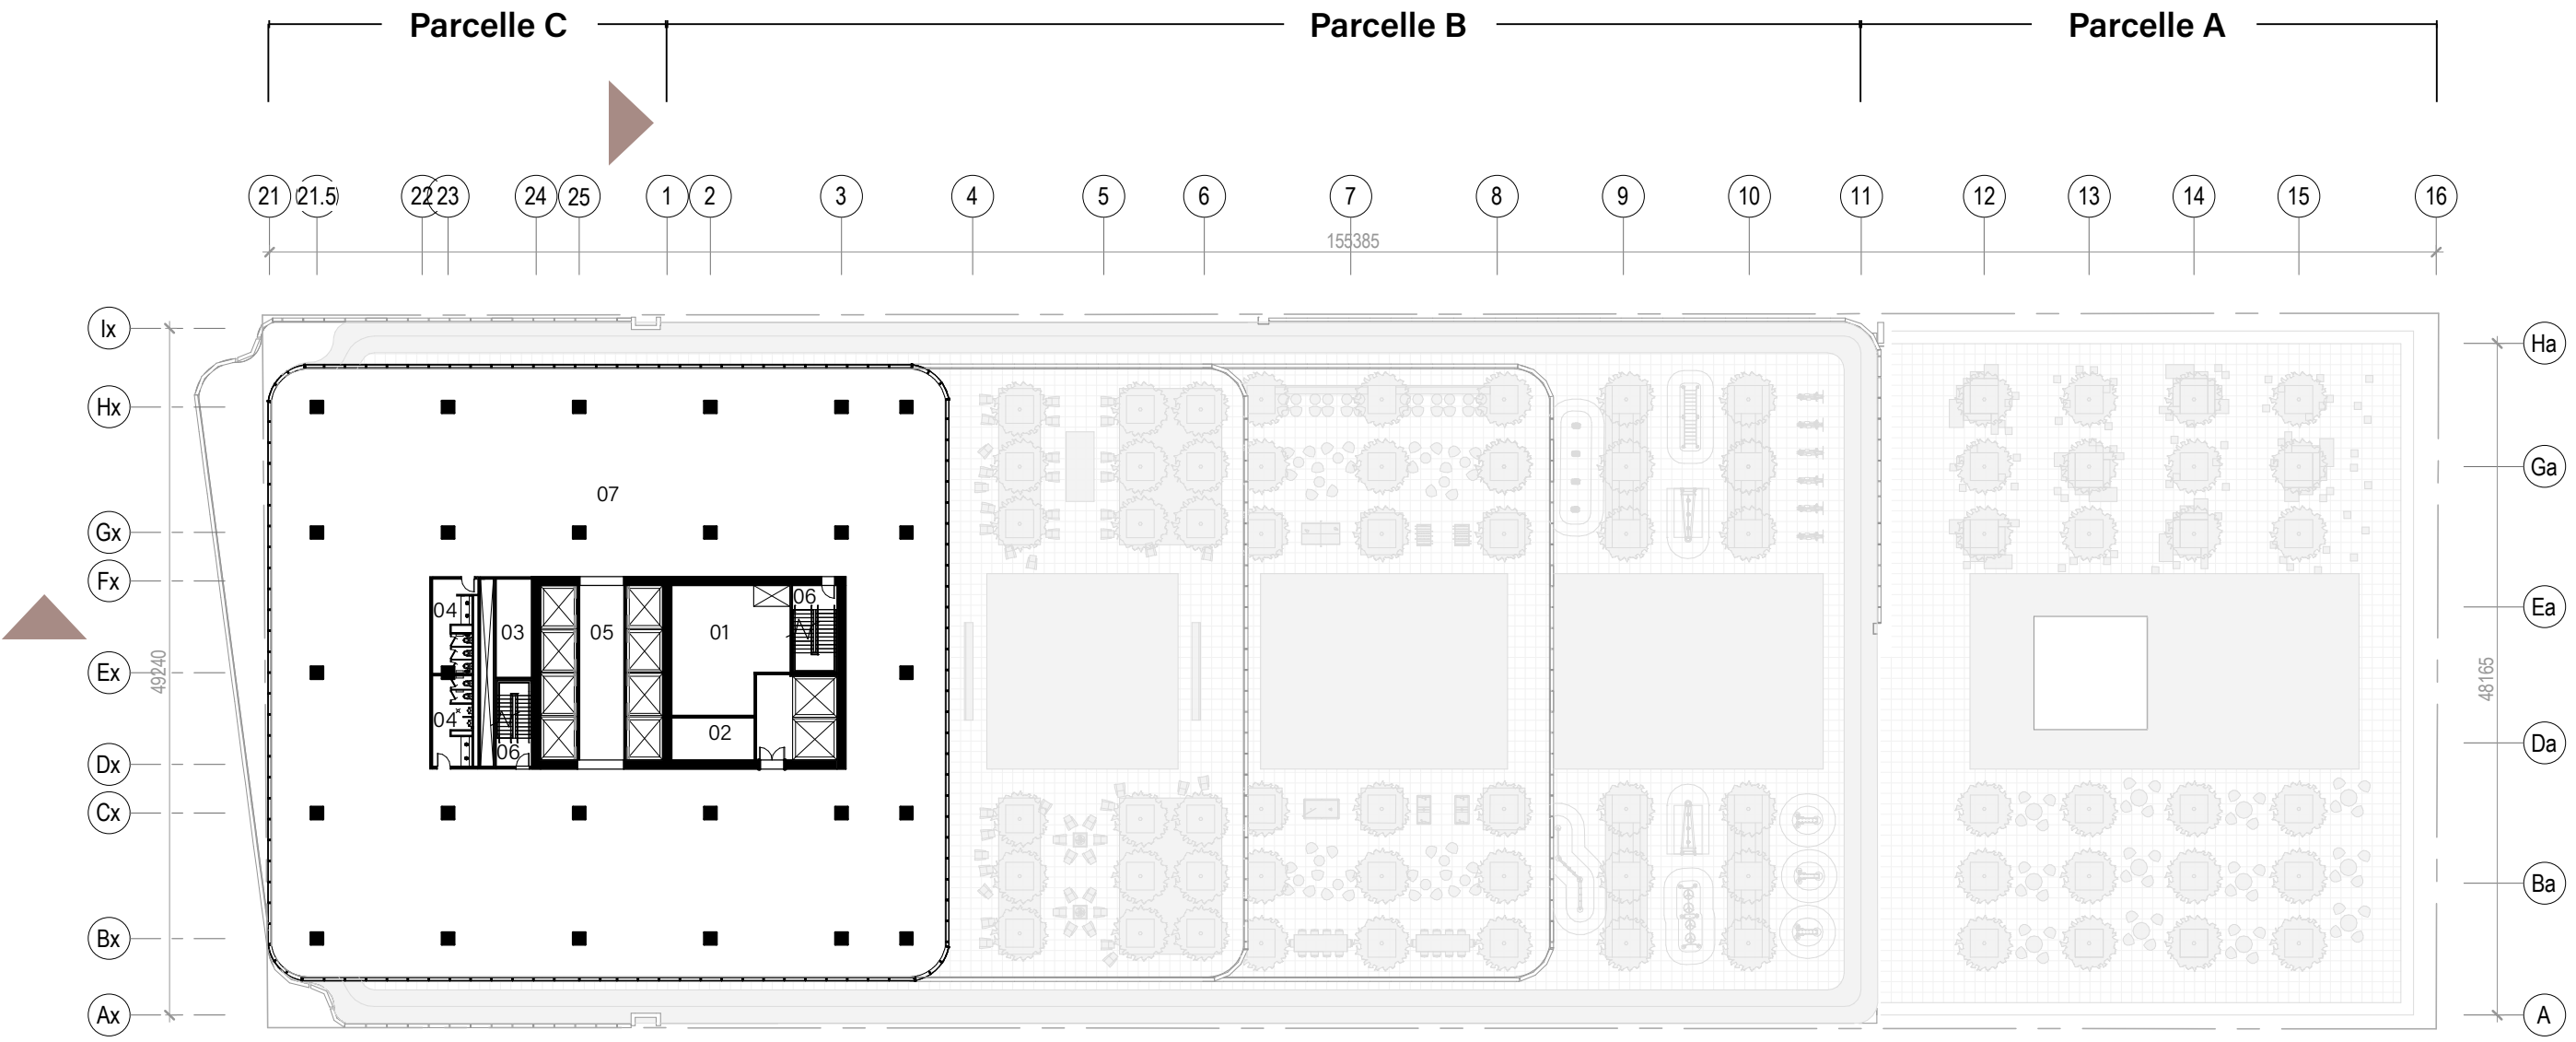 Parcelle C Parcelle B Parcelle A
21 21.5 22 23 24 25 1 2 3 4 5 6 7 8 9 10 11 12 13 14 15 16
155385
Ix
Ha
Hx
Ga
07
Gx
Fx
06
04
Ea
03 05 01
Ex
49240
48165
04
02
Da
06
Dx
Cx
Ba
Bx
Ax
A